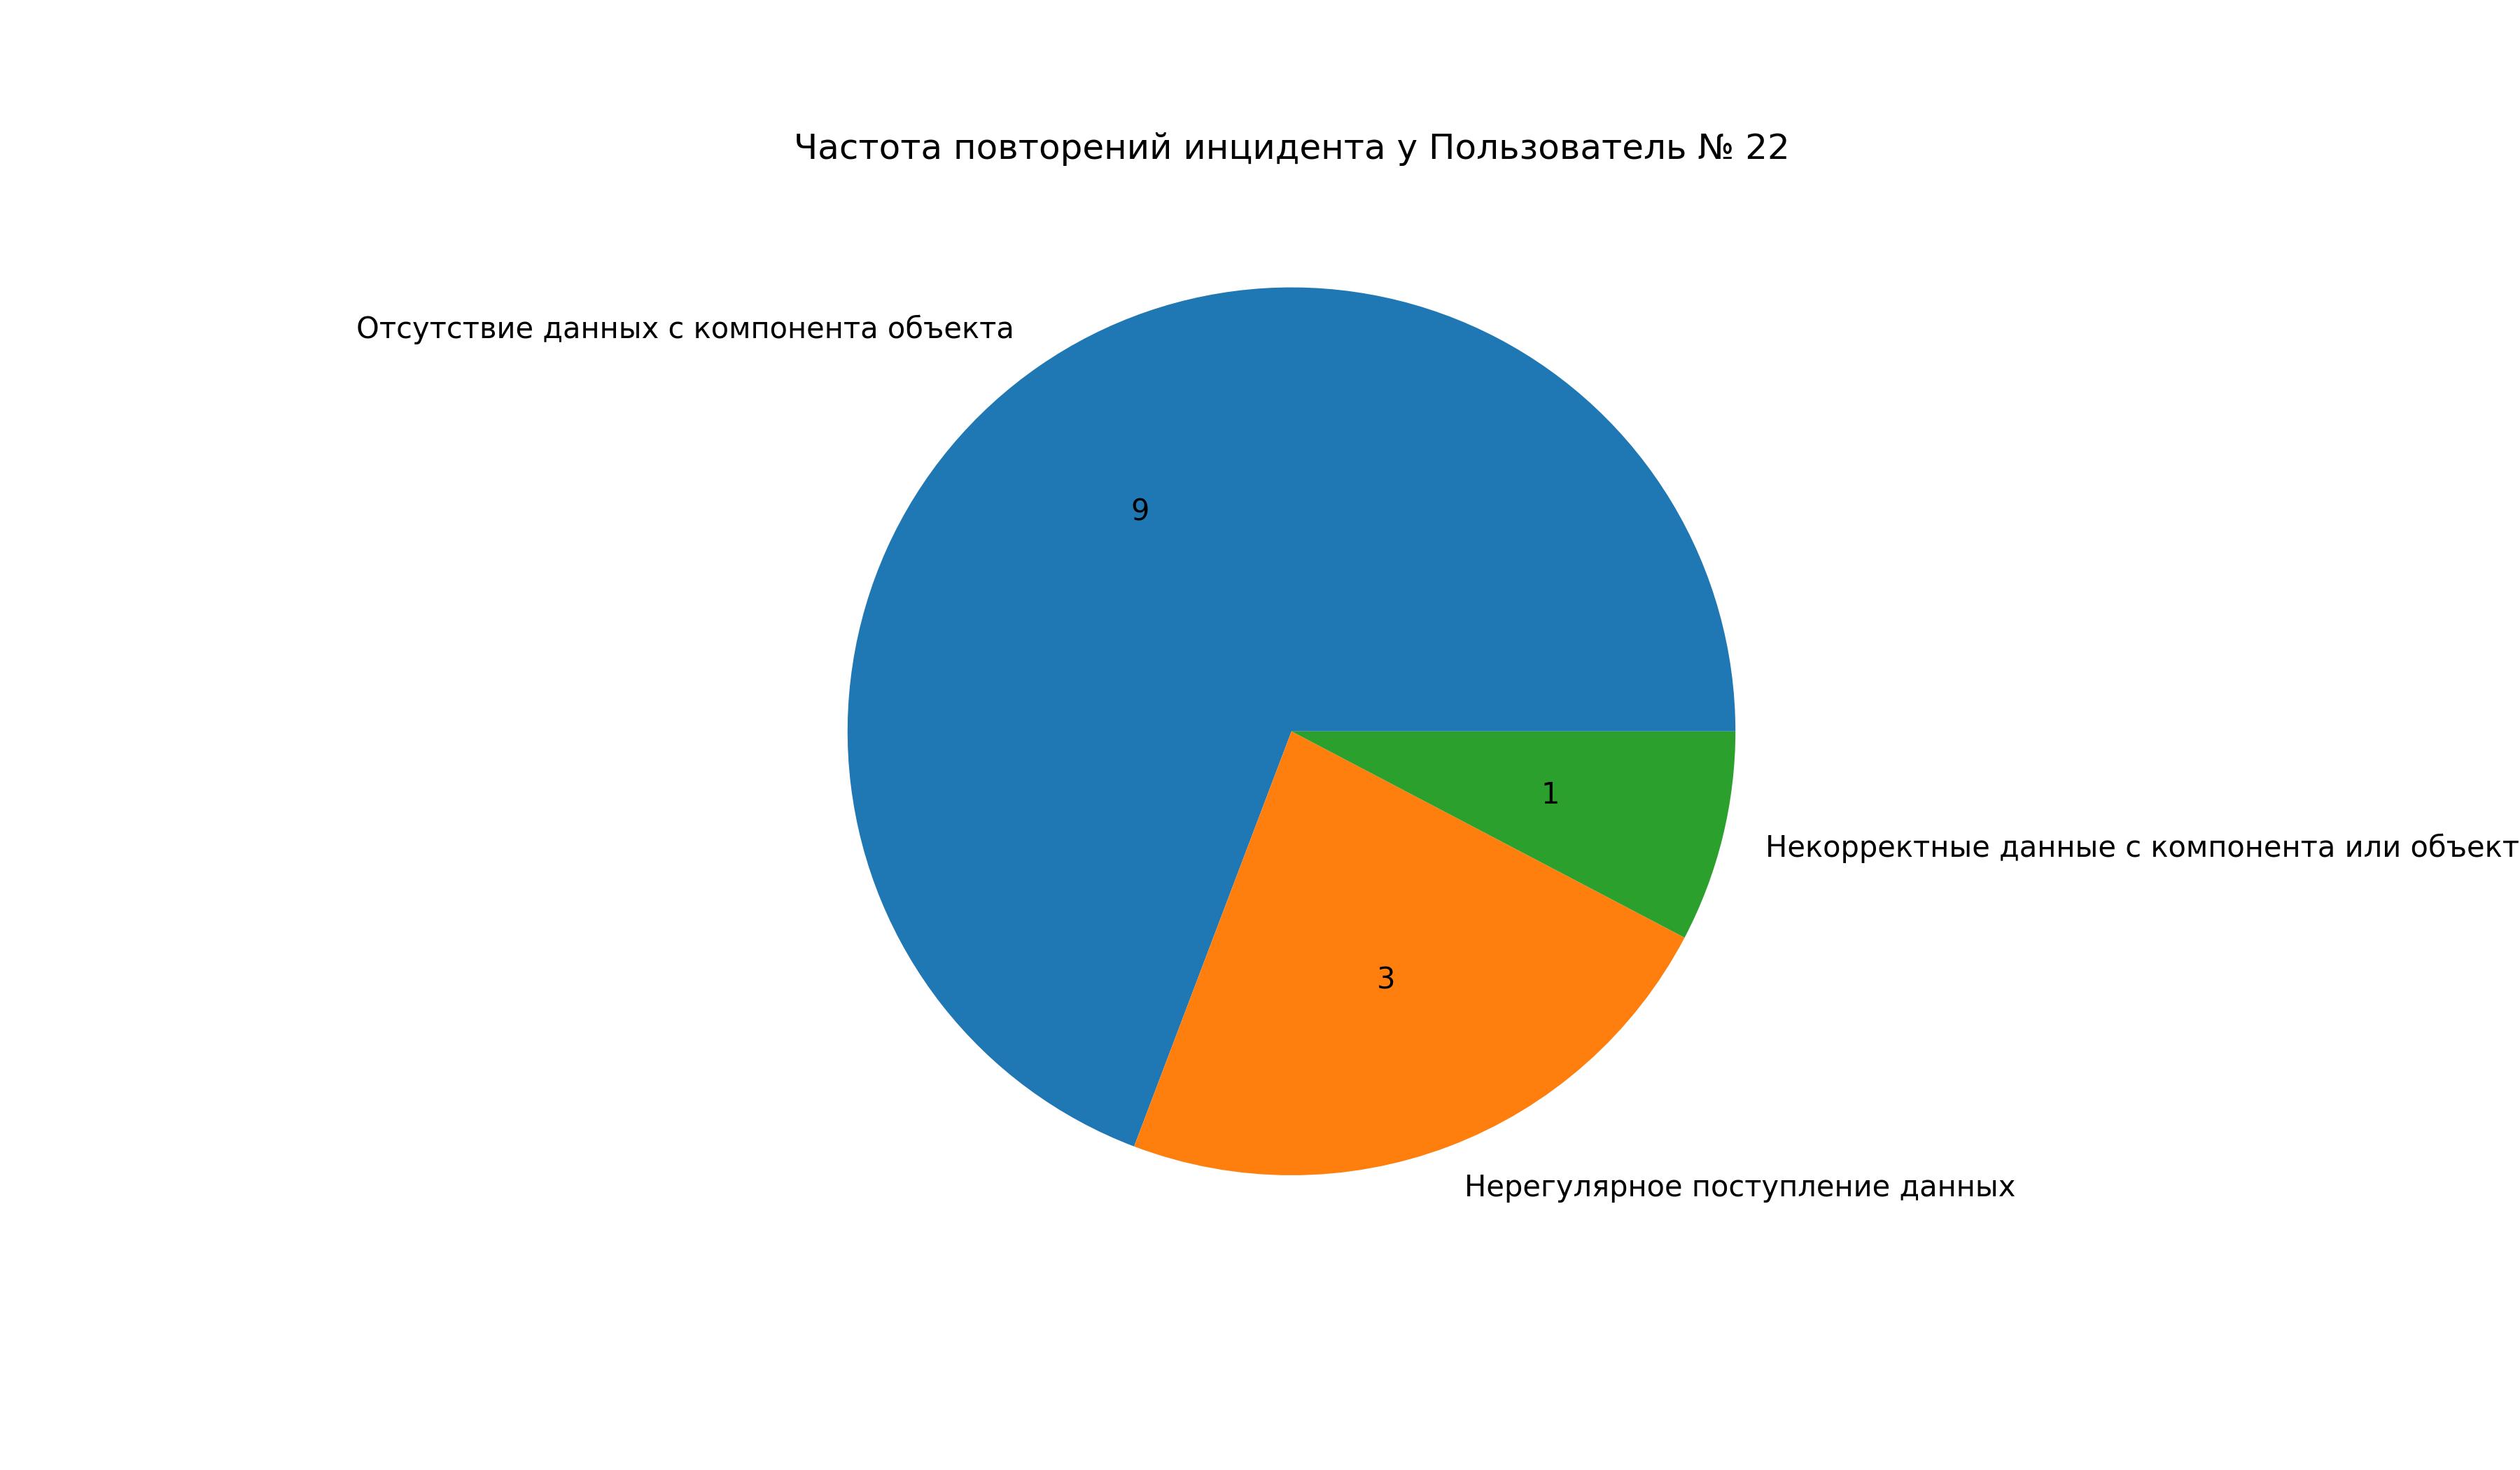 Частота повторений инцидента у Пользователь № 22
Отсутствие данных с компонента объекта
9
1
Некорректные данные с компонента или объект
3
Нерегулярное поступление данных